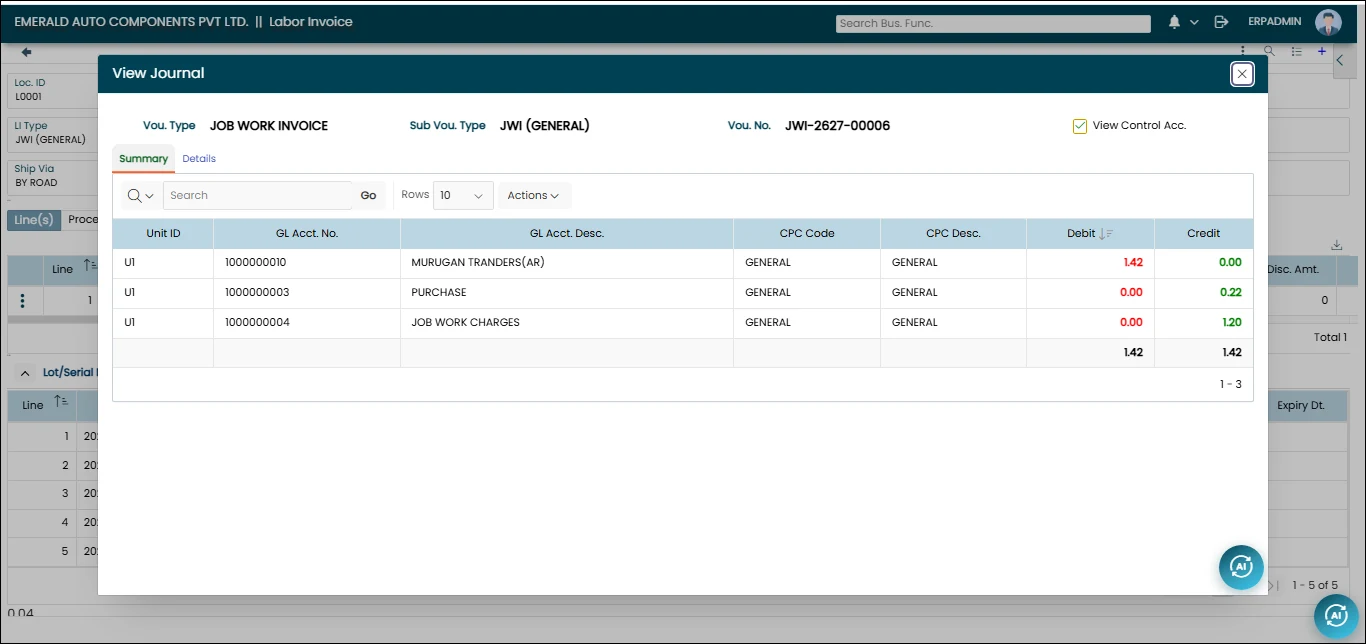 EMERALD AUTO COMPONENTS PVT LTD. || Labor Invoice
Search Bus. Func.
ERPADMIN
View Journal
Loc. ID
L0001
LI Type
JWI (GENERAL)
Ship Via
BY ROAD
Vou. Type JOB WORK INVOICE Sub Vou. Type JWI (GENERAL) Vou. No. JWI-2627-00006 View Control Acc.
Summary Details
Search Go Rows 10 Actions
Line(s) Proce
Unit ID GL Acct. No. GL Acct. Desc. CPC Code CPC Desc. Debit Credit
U1 1000000010 MURUGAN TRANDERS(AR) GENERAL GENERAL 1.42 0.00
U1 1000000003 PURCHASE GENERAL GENERAL 0.00 0.22
U1 1000000004 JOB WORK CHARGES GENERAL GENERAL 0.00 1.20
1.42 1.42
1 - 3
Line Disc. Amt.
1 0
Total 1
Lot/Serial
Line Expiry Dt.
1 20
2 20
3 20
4 20
5 20
AI
1 - 5 of 5
0.04
AI